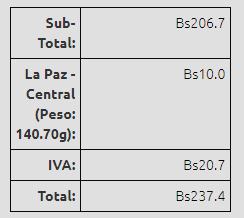 Sub-
Total:
Bs206.7
La Paz -
Central
(Peso:
140.70g):
Bs10.0
IVA:
Bs20.7
Total:
Bs237.4